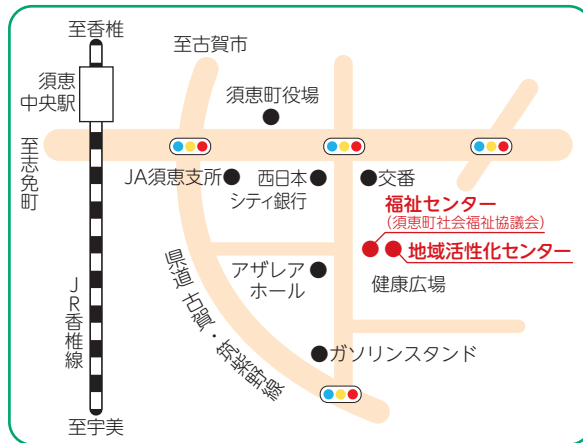 至香椎
至古賀市
須恵
中央駅
須恵町役場
至志免町
JA須恵支所
西日本
シティ銀行
交番
福祉センター
(須恵町社会福祉協議会)
地域活性化センター
アザレア
ホール
健康広場
JR香椎線
県道 古賀・筑紫野線
ガソリンスタンド
至宇美